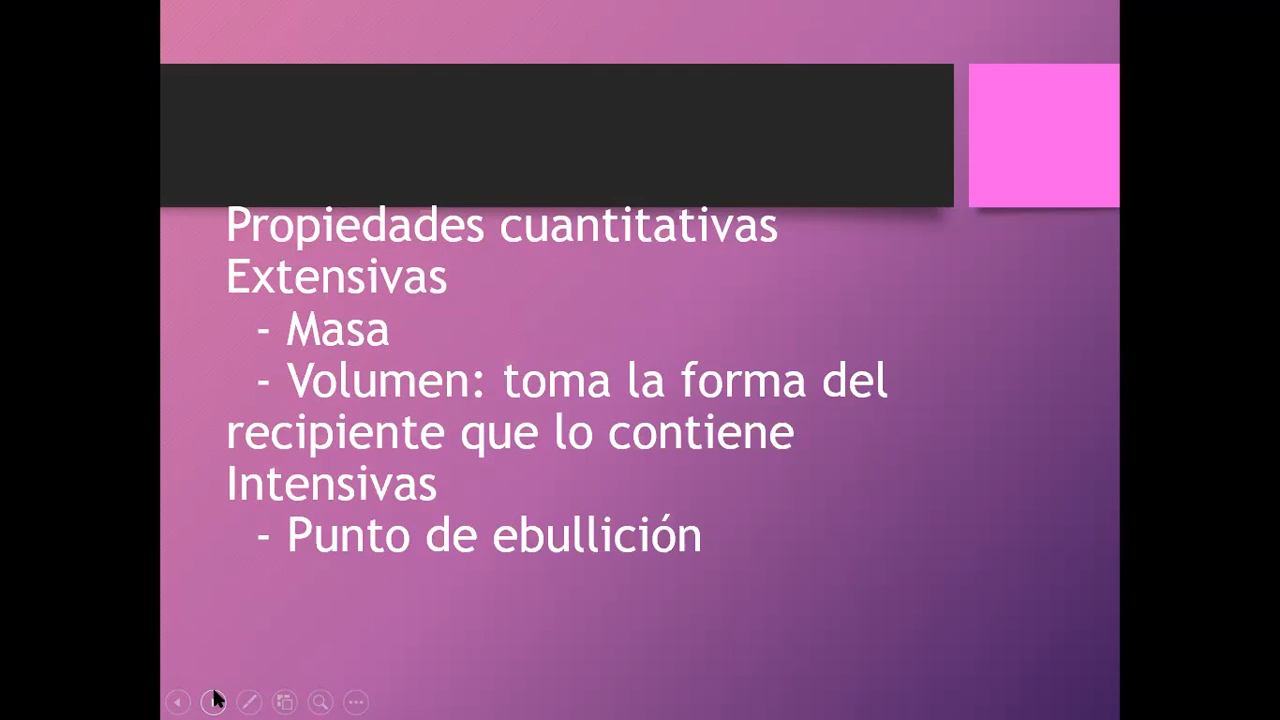 Propiedades cuantitativas
Extensivas
- Masa
- Volumen: toma la forma del
recipiente que lo contiene
Intensivas
- Punto de ebullición